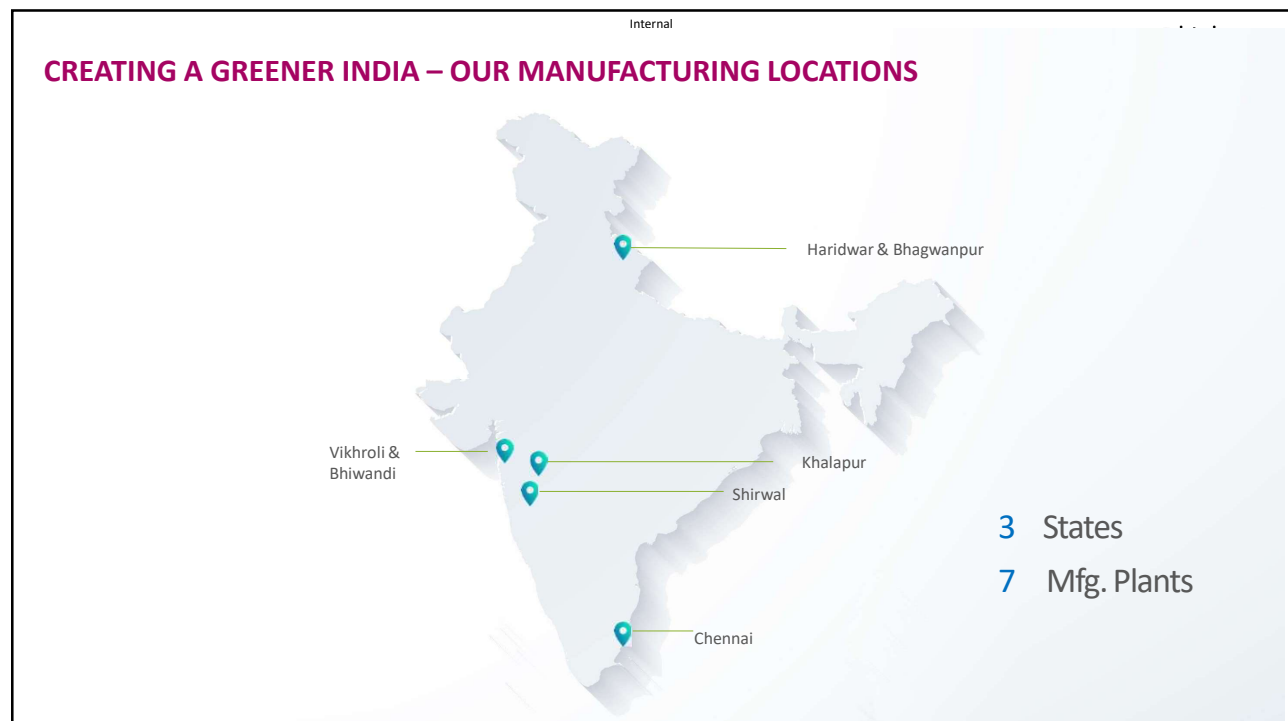 Internal
CREATING A GREENER INDIA – OUR MANUFACTURING LOCATIONS
Haridwar & Bhagwanpur
Vikhroli &
Bhiwandi
Khalapur
Shirwal
3 States
7 Mfg. Plants
Chennai